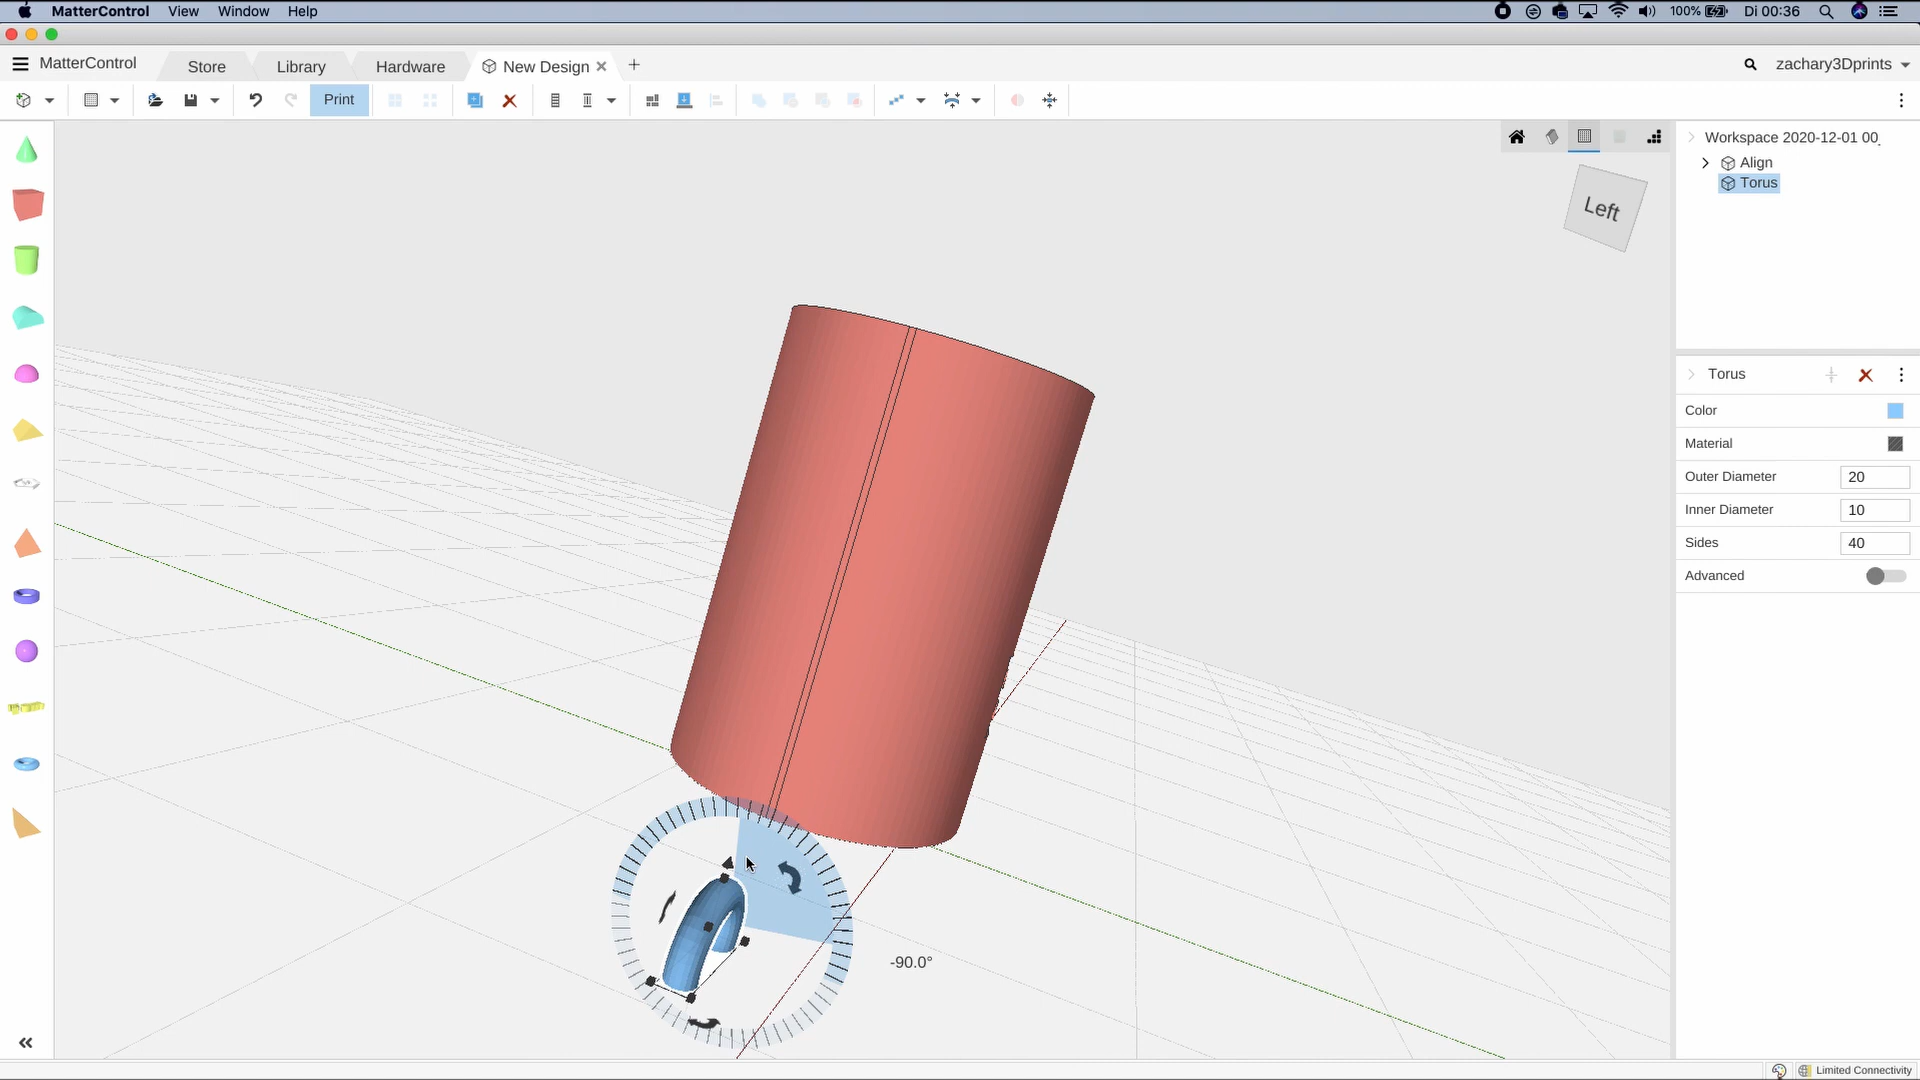 MatterControl View Window Help 100% Di 00:36
MatterControl Store Library Hardware New Design zachary3Dprints
Print
Left
Workspace 2020-12-01 00
Align
Torus
Torus
Color
Material
Outer Diameter 20
Inner Diameter 10
Sides 40
Advanced
-90.0°
Limited Connectivity